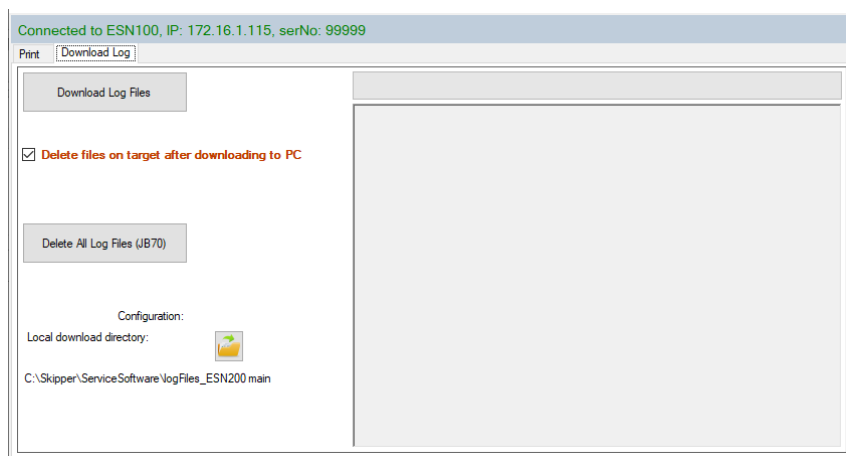 Connected to ESN100, IP: 172.16.1.115, serNo: 99999
Print Download Log
Download Log Files
Delete files on target after downloading to PC
Delete All Log Files (JB70)
Configuration:
Local download directory:
C:\Skipper\ServiceSoftware\logFiles_ESN200 main